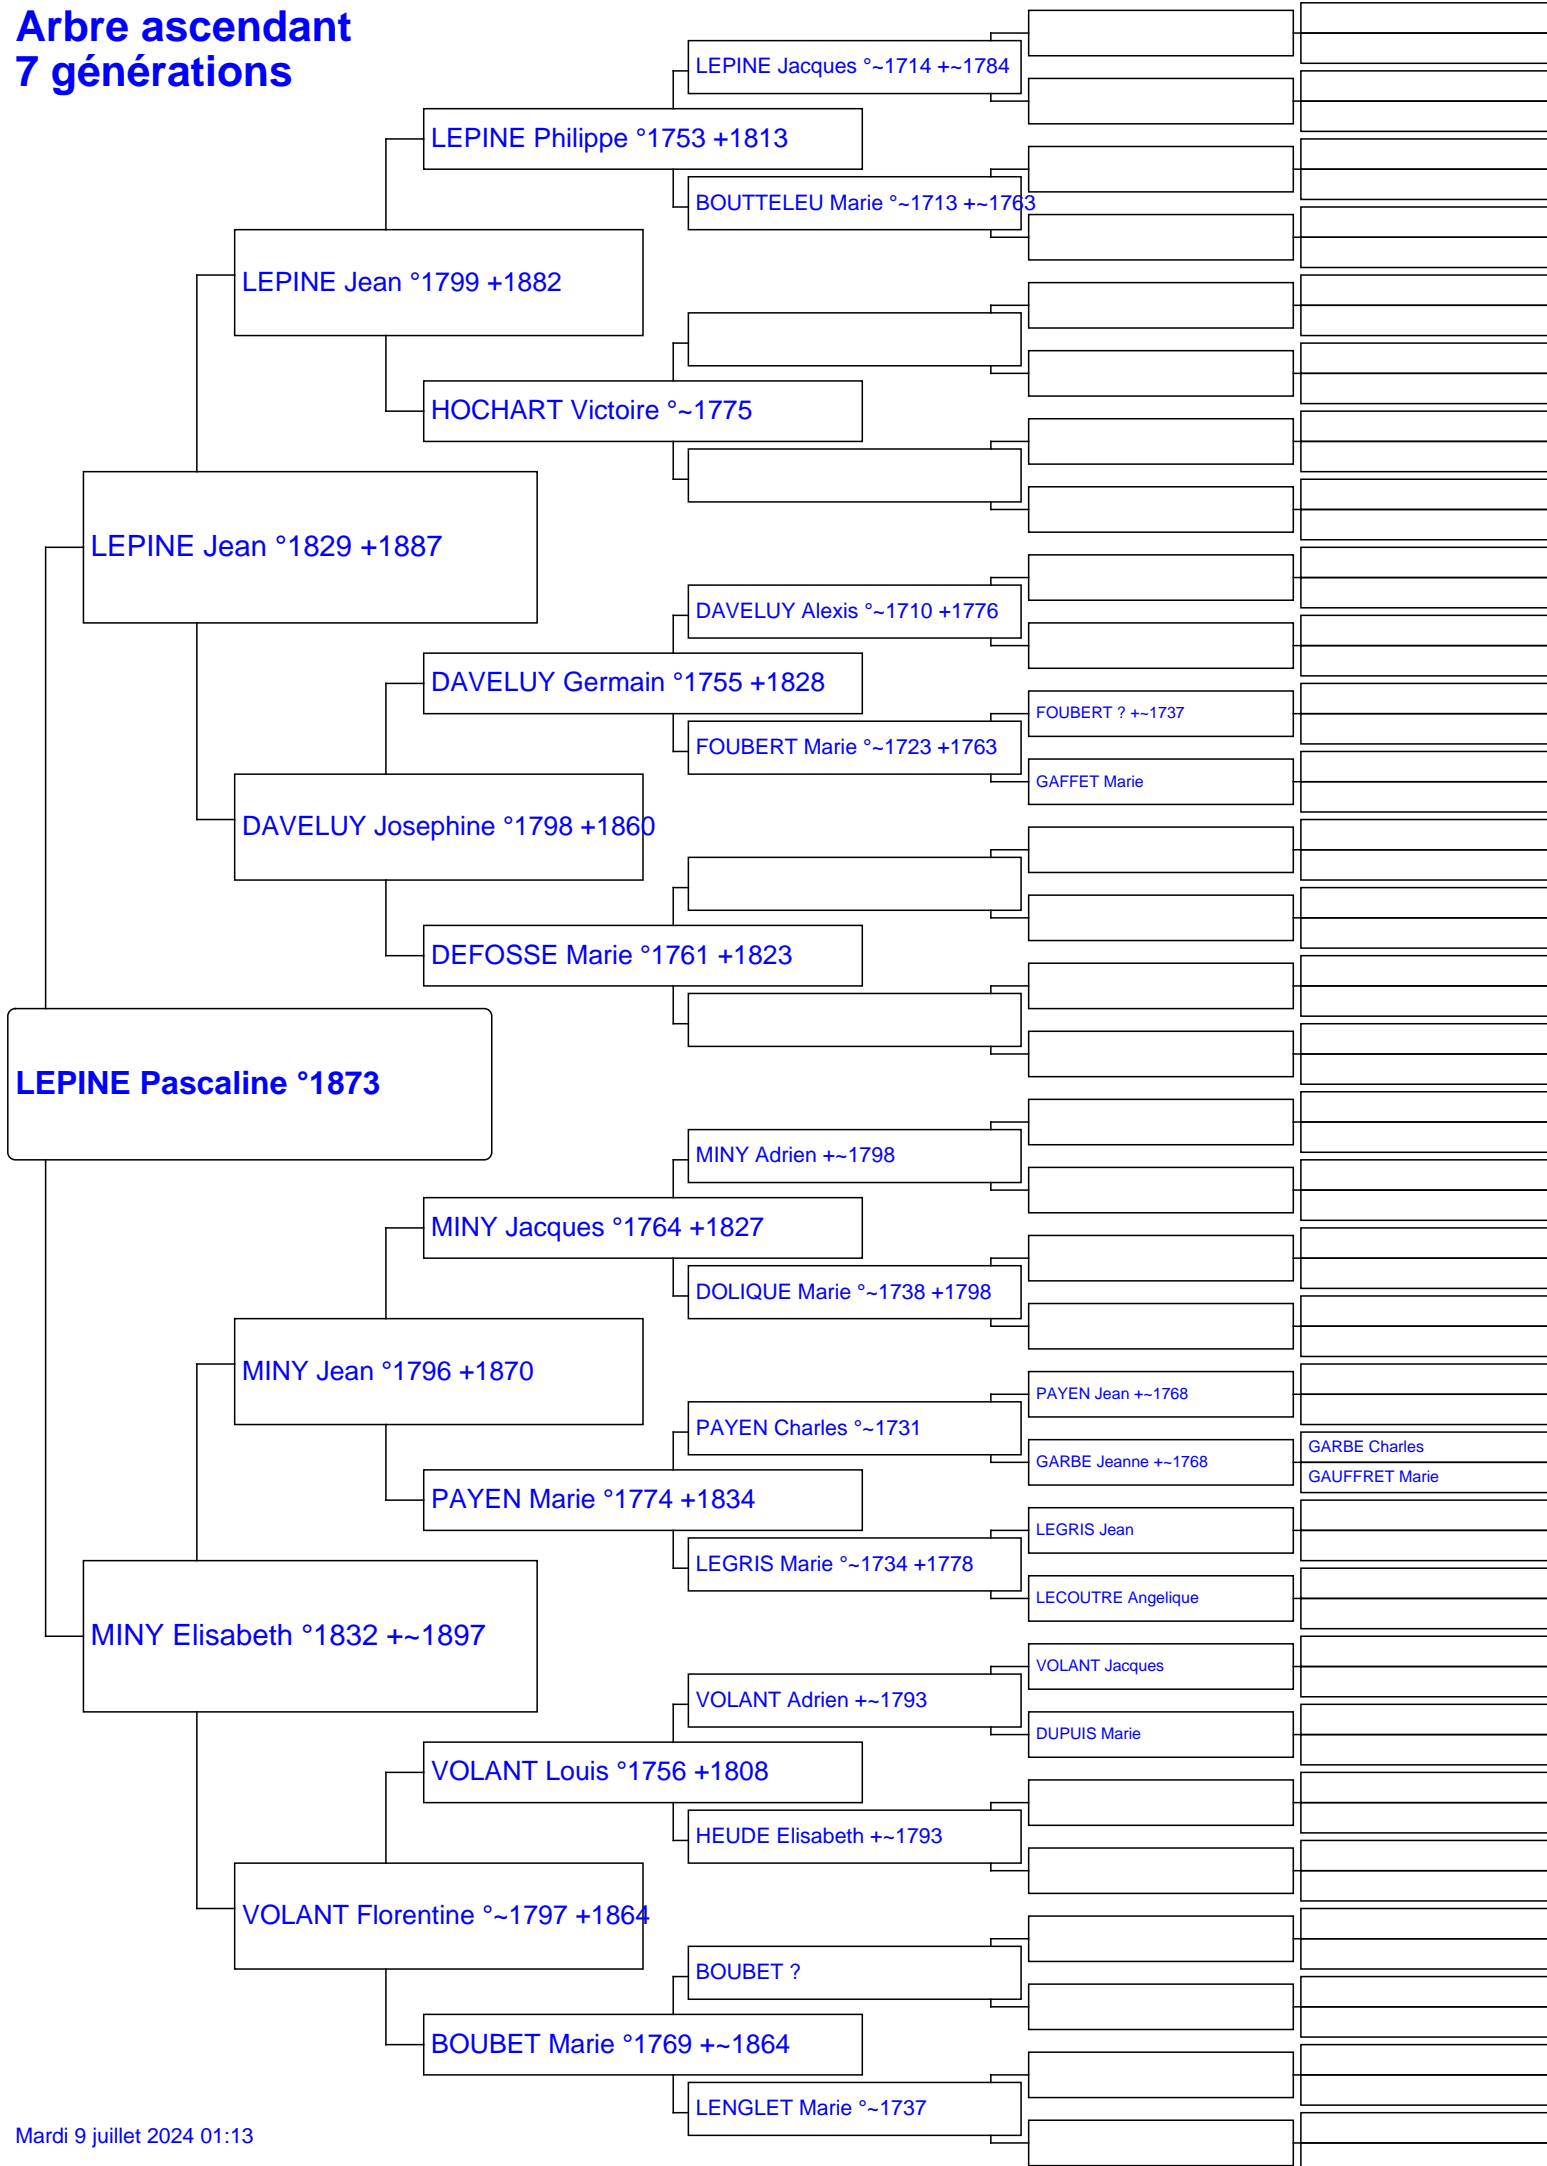 Arbre ascendant
7 générations
LEPINE Jacques °~1714 +~1784
LEPINE Philippe °1753 +1813
BOUTTELEU Marie °~1713 +~1763
LEPINE Jean °1799 +1882
HOCHART Victoire °~1775
LEPINE Jean °1829 +1887
DAVELUY Alexis °~1710 +1776
DAVELUY Germain °1755 +1828
FOUBERT ? +~1737
FOUBERT Marie °~1723 +1763
GAFFET Marie
DAVELUY Josephine °1798 +1860
DEFOSSE Marie °1761 +1823
LEPINE Pascaline °1873
MINY Adrien +~1798
MINY Jacques °1764 +1827
DOLIQUE Marie °~1738 +1798
MINY Jean °1796 +1870
PAYEN Jean +~1768
PAYEN Charles °~1731
GARBE Charles
GARBE Jeanne +~1768
GAUFFRET Marie
PAYEN Marie °1774 +1834
LEGRIS Jean
LEGRIS Marie °~1734 +1778
LECOUTRE Angelique
MINY Elisabeth °1832 +~1897
VOLANT Jacques
VOLANT Adrien +~1793
DUPUIS Marie
VOLANT Louis °1756 +1808
HEUDE Elisabeth +~1793
VOLANT Florentine °~1797 +1864
BOUBET ?
BOUBET Marie °1769 +~1864
LENGLET Marie °~1737
Mardi 9 juillet 2024 01:13